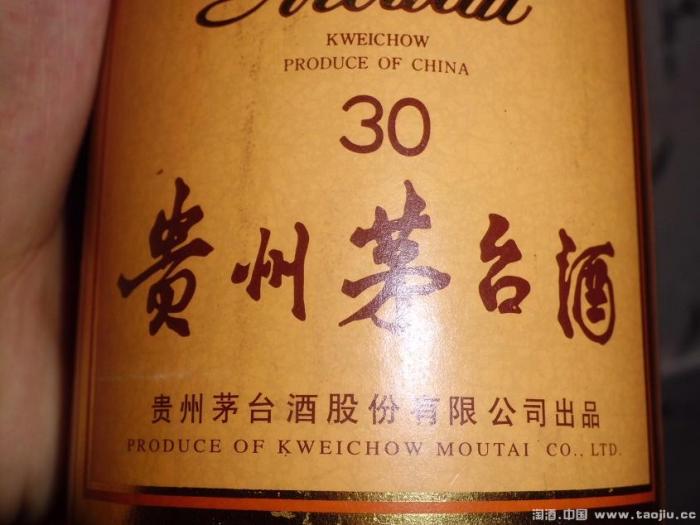 Moutai
KWEICHOW
PRODUCE OF CHINA
30
贵州茅台酒
贵州茅台酒股份有限公司出品
PRODUCE OF KWEICHOW MOUTAI CO., LTD.
淘酒.中国 www.taojiu.cc